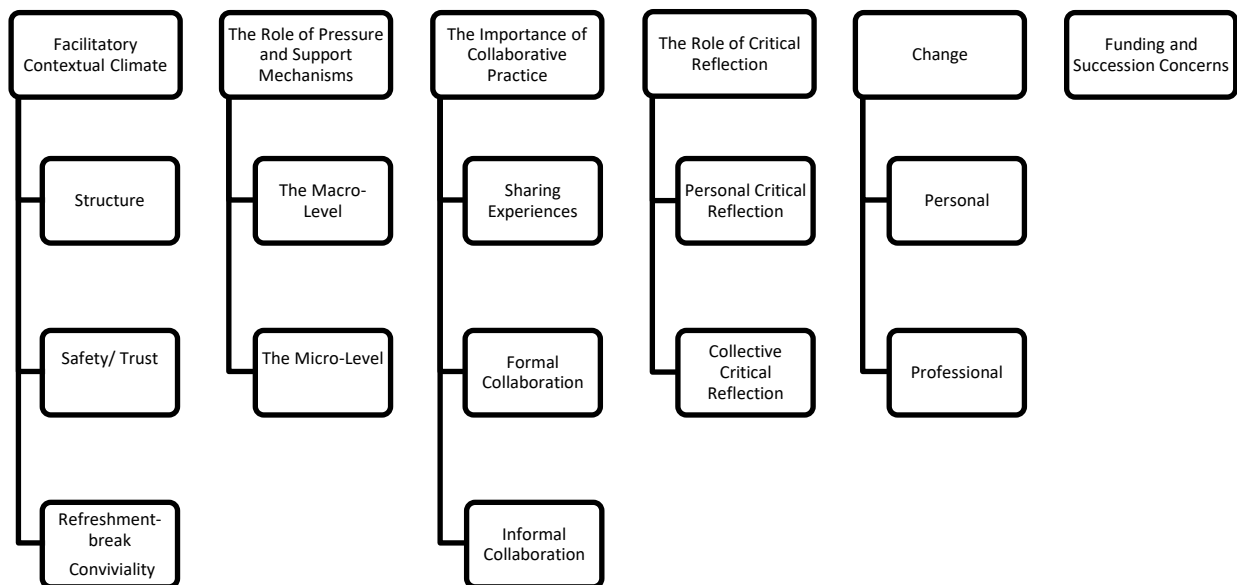 Facilitatory
Contextual Climate
The Role of Pressure
and Support
Mechanisms
The Importance of
Collaborative
Practice
The Role of Critical
Reflection
Change
Funding and
Succession Concerns
Structure
The Macro-
Level
Sharing
Experiences
Personal Critical
Reflection
Personal
Safety/ Trust
The Micro-Level
Formal
Collaboration
Collective
Critical
Reflection
Professional
Refreshment-
break
Conviviality
Informal
Collaboration